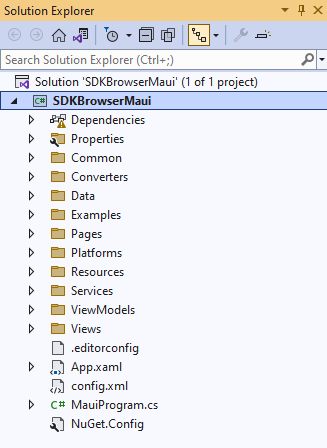 Solution Explorer
Search Solution Explorer (Ctrl+;)
Solution 'SDKBrowserMaui' (1 of 1 project)
C# SDKBrowserMaui
Dependencies
Properties
Common
Converters
Data
Examples
Pages
Platforms
Resources
Services
ViewModels
Views
.editorconfig
App.xaml
config.xml
C# MauiProgram.cs
NuGet.Config